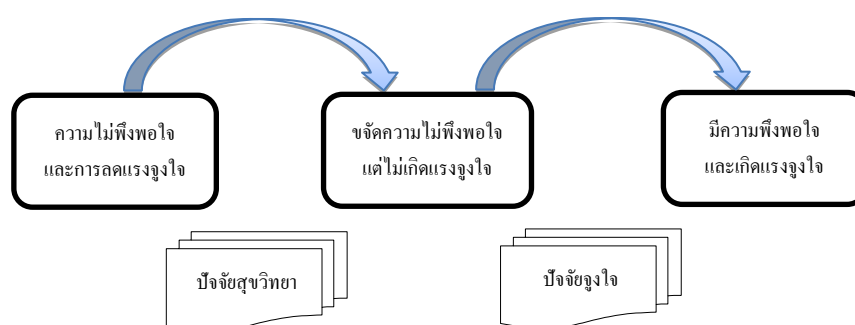 ความไม่พึงพอใจ
และการลดแรงจูงใจ
ขจัดความไม่พึงพอใจ
แต่ไม่เกิดแรงจูงใจ
มีความพึงพอใจ
และเกิดแรงจูงใจ
ปัจจัยสุขวิทยา
ปัจจัยจูงใจ